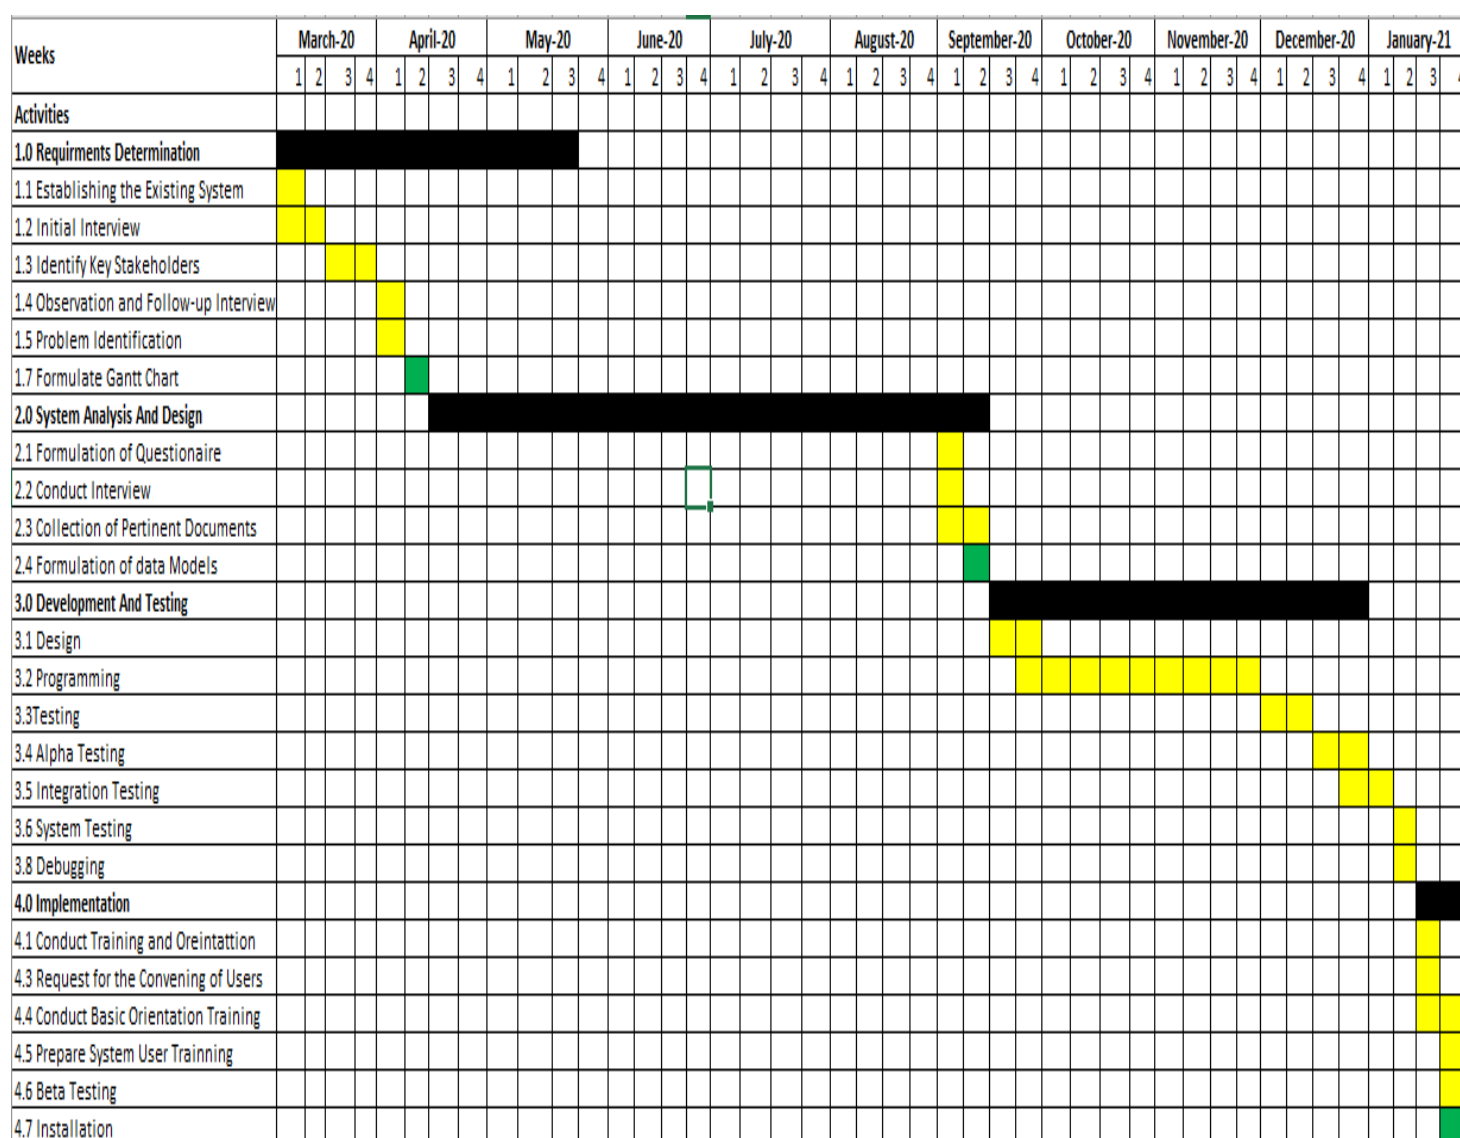 Weeks March-20 April-20 May-20 June-20 July-20 August-20 September-20 October-20 November-20 December-20 January-21
1 2 3 4 1 2 3 4 1 2 3 4 1 2 3 4 1 2 3 4 1 2 3 4 1 2 3 4 1 2 3 4 1 2 3 4 1 2 3 4 1 2 3
Activities
1.0 Requirments Determination
1.1 Establishing the Existing System
1.2 Initial Interview
1.3 Identify Key Stakeholders
1.4 Observation and Follow-up Interview
1.5 Problem Identification
1.7 Formulate Gantt Chart
2.0 System Analysis And Design
2.1 Formulation of Questionaire
2.2 Conduct Interview
2.3 Collection of Pertinent Documents
2.4 Formulation of data Models
3.0 Development And Testing
3.1 Design
3.2 Programming
3.3Testing
3.4 Alpha Testing
3.5 Integration Testing
3.6 System Testing
3.8 Debugging
4.0 Implementation
4.1 Conduct Training and Oreintattion
4.3 Request for the Convening of Users
4.4 Conduct Basic Orientation Training
4.5 Prepare System User Trainning
4.6 Beta Testing
4.7 Installation